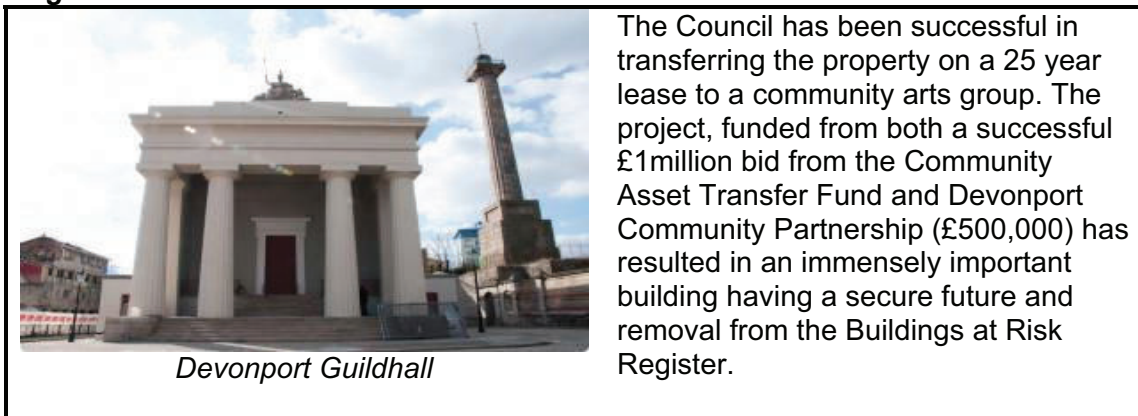 The Council has been successful in
transferring the property on a 25 year
lease to a community arts group. The
project, funded from both a successful
£1million bid from the Community
Asset Transfer Fund and Devonport
Community Partnership (£500,000) has
resulted in an immensely important
building having a secure future and
removal from the Buildings at Risk
Register.
Devonport Guildhall